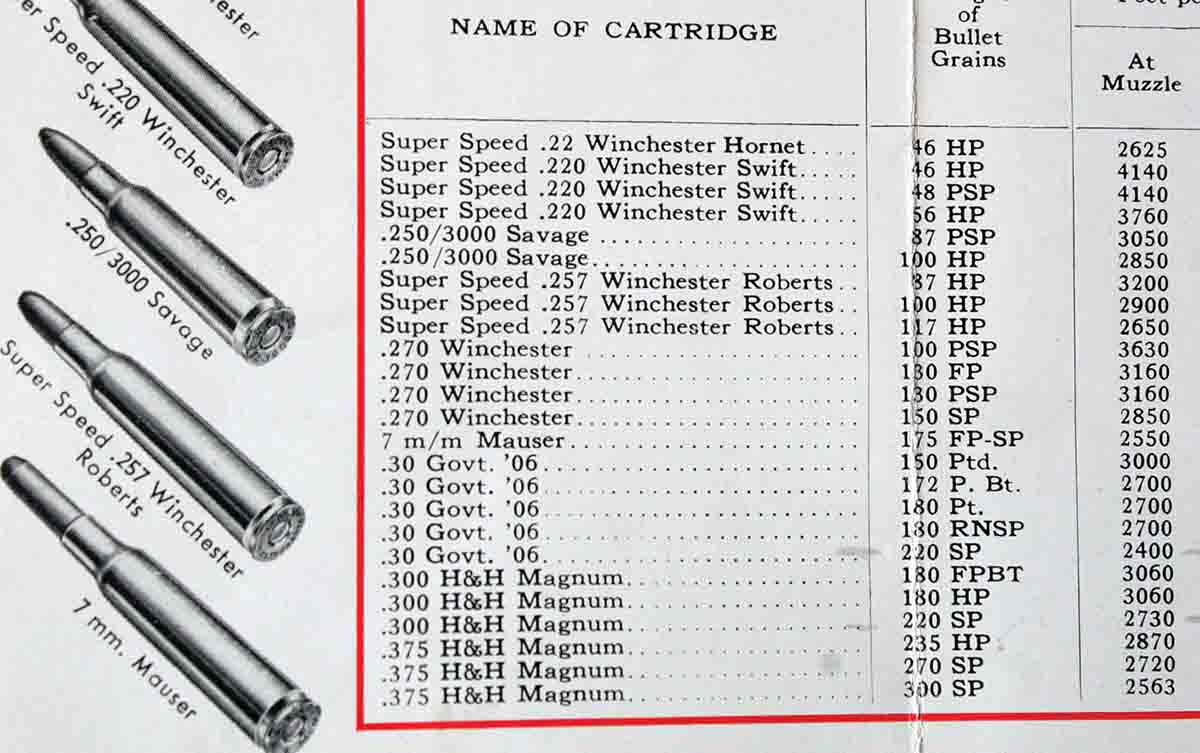 Speed .220 Winchester
Swift
.250/3000 Savage
Super Speed .257 Winchester
Roberts
7 mm. Mauser
NAME OF CARTRIDGE
of
Bullet
Grains
Feet
At
Muzzle
Super Speed .22 Winchester Hornet.... 46 HP 2625
Super Speed .220 Winchester Swift..... 46 HP 4140
Super Speed .220 Winchester Swift..... 48 PSP 4140
Super Speed .220 Winchester Swift..... 56 HP 3760
.250/3000 Savage ...................... 87 PSP 3050
.250/3000 Savage....................... 100 HP 2850
Super Speed .257 Winchester Roberts.. 87 HP 3200
Super Speed .257 Winchester Roberts.. 100 HP 2900
Super Speed .257 Winchester Roberts.. 117 HP 2650
.270 Winchester ....................... 100 PSP 3630
.270 Winchester........................ 130 FP 3160
.270 Winchester........................ 130 PSP 3160
.270 Winchester........................ 150 SP 2850
7 m/m Mauser......................... 175 FP-SP 2550
.30 Govt. '06........................... 150 Ptd. 3000
.30 Govt. '06........................... 172 P. Bt. 2700
.30 Govt. '06........................... 180 Pt. 2700
.30 Govt. '06........................... 180 RNSP 2700
.30 Govt. '06........................... 220 SP 2400
.300 H&H Magnum.................... 180 FPBT 3060
.300 H&H Magnum.................... 180 HP 3060
.300 H&H Magnum.................... 220 SP 2730
.375 H&H Magnum.................... 235 HP 2870
.375 H&H Magnum.................... 270 SP 2720
.375 H&H Magnum.................... 300 SP 2563